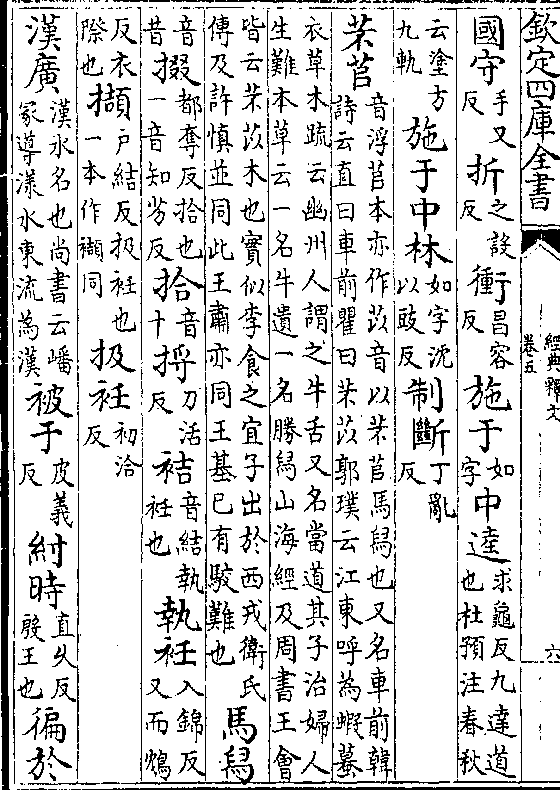 欽定四庫全書
經典釋文
卷五
六
國守手又反折之設反衝昌容反施于如字中逵求龜反九達道也杜預注春秋
云塗方九軌施于中林如字沈以豉反制斷丁亂反
芣苢音浮苢本亦作苡音以芣苢馬舄也又名車前韓詩云直曰車前瞿曰芣苡郭璞云江東呼為蝦蟇
衣草木疏云幽州人謂之牛舌又名當道其子治婦人生難本草云一名牛遺一名勝舄山海經及周書王會
皆云芣苡木也實似李食之宜子出於西戎衛氏傳及許慎並同此王肅亦同王基已有駮難也馬舄
音昔掇都奪反拾也一音知劣反拾音十捋刀活反袺音結執衽也執衽入錦反又而鴆
反衣際也擷戶結反扱衽也一本作襭同扱衽初洽反
漢廣漢水名也尚書云嶓冢導漾水東流為漢被于皮義反紂時直久反殷王也徧於